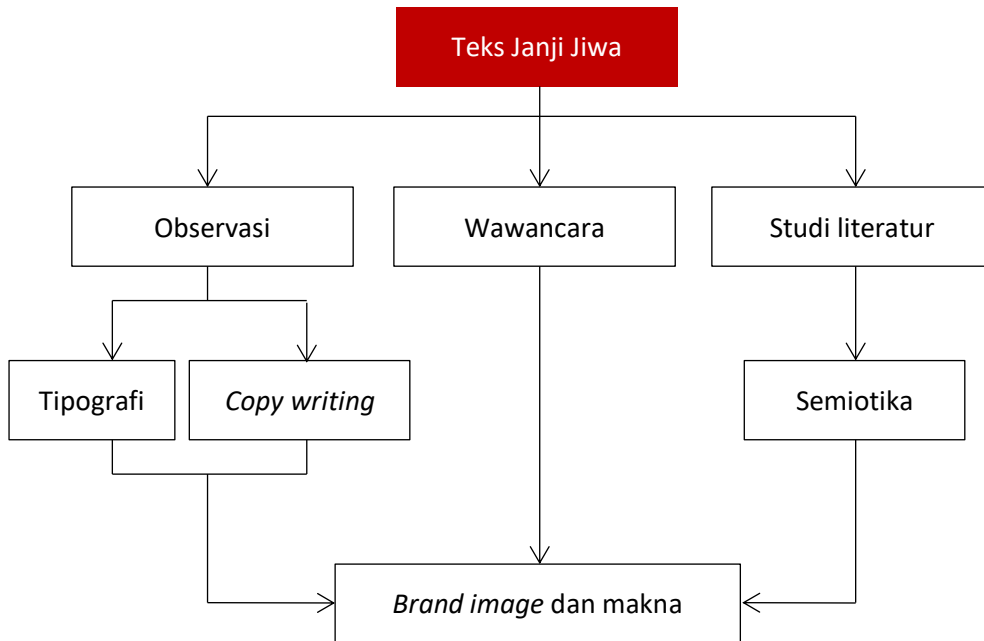 Teks Janji Jiwa
Observasi
Wawancara
Studi literatur
Tipografi
Copy writing
Semiotika
Brand image dan makna